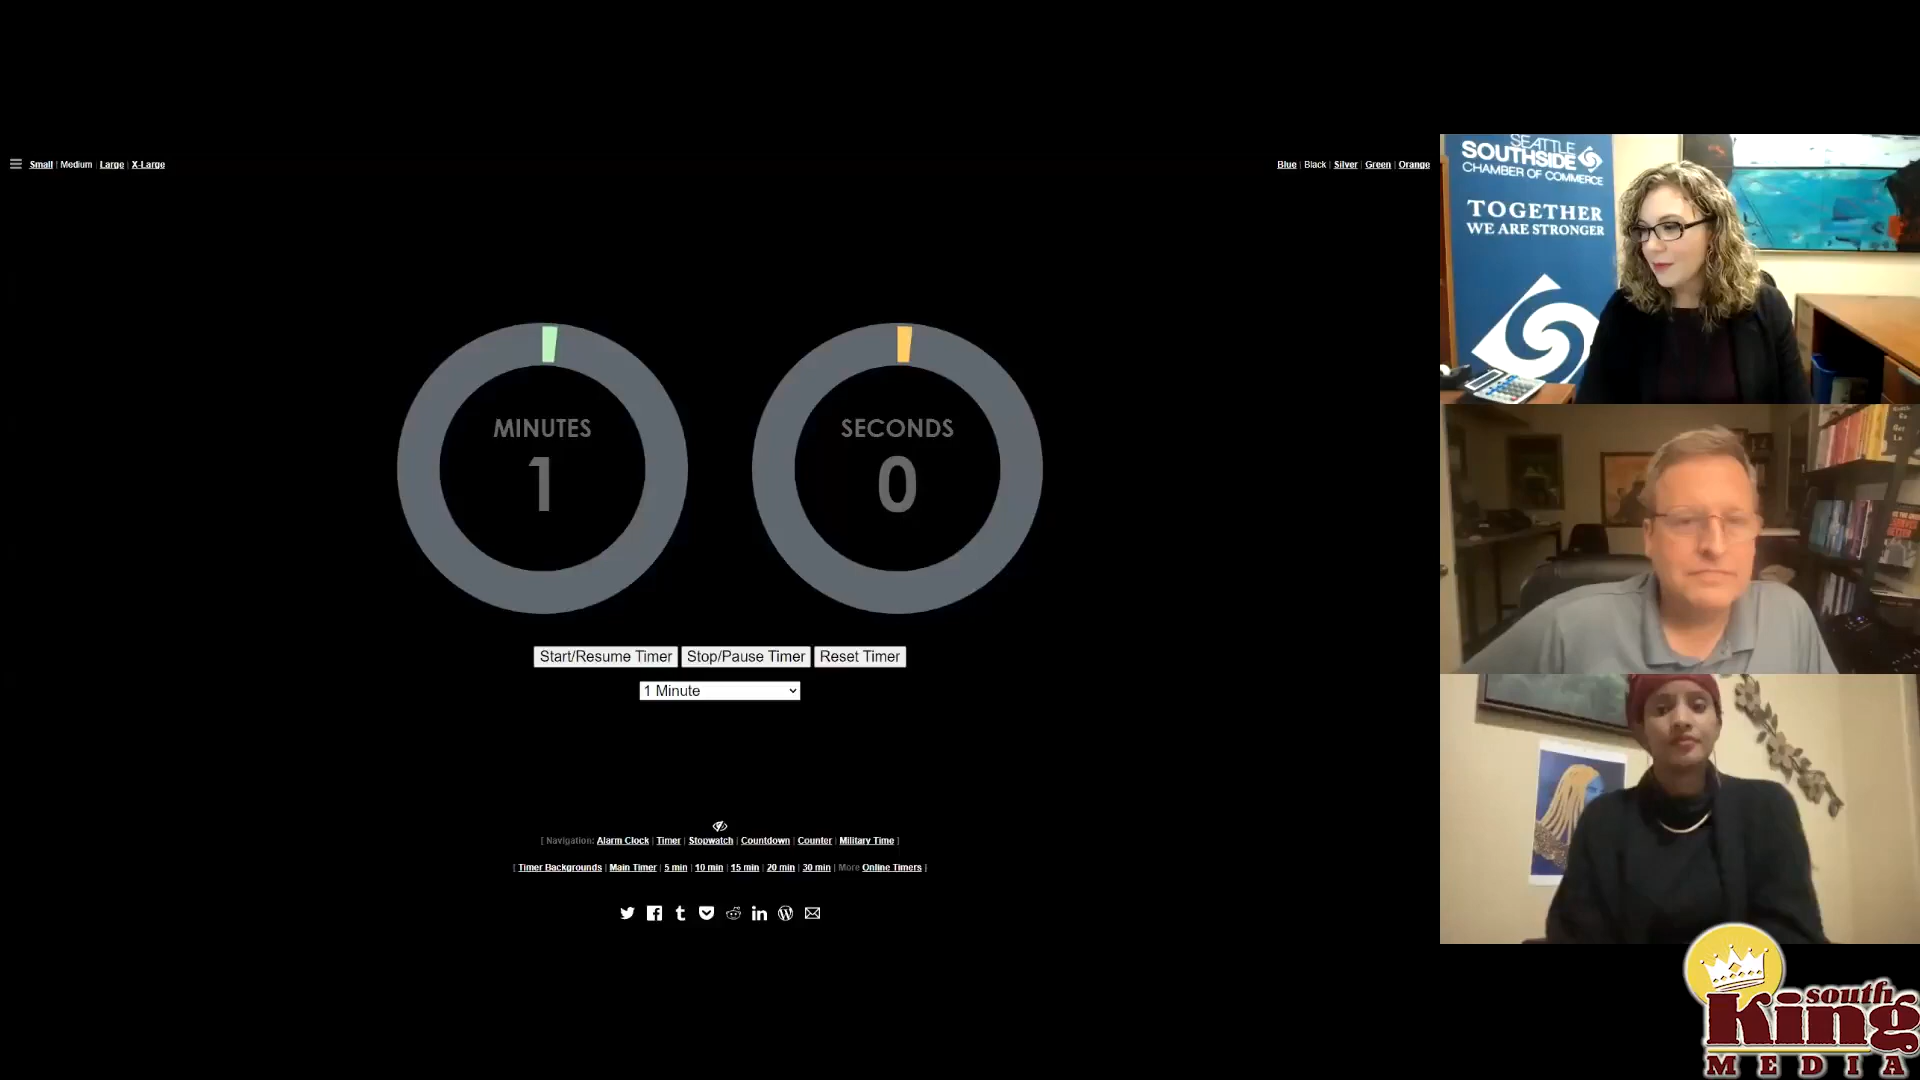 Small | Medium | Large | X-Large
Blue | Black | Silver | Green | Orange
MINUTES
1
SECONDS
0
Start/Resume Timer
Stop/Pause Timer
Reset Timer
1 Minute
[ Navigation: Alarm Clock | Timer | Stopwatch | Countdown | Counter | Military Time ]
[ Timer Backgrounds | Main Timer | 5 min | 10 min | 15 min | 20 min | 30 min | More Online Timers ]
SEATTLE
SOUTHSIDE
CHAMBER OF COMMERCE
TOGETHER
WE ARE STRONGER
south
King
MEDIA